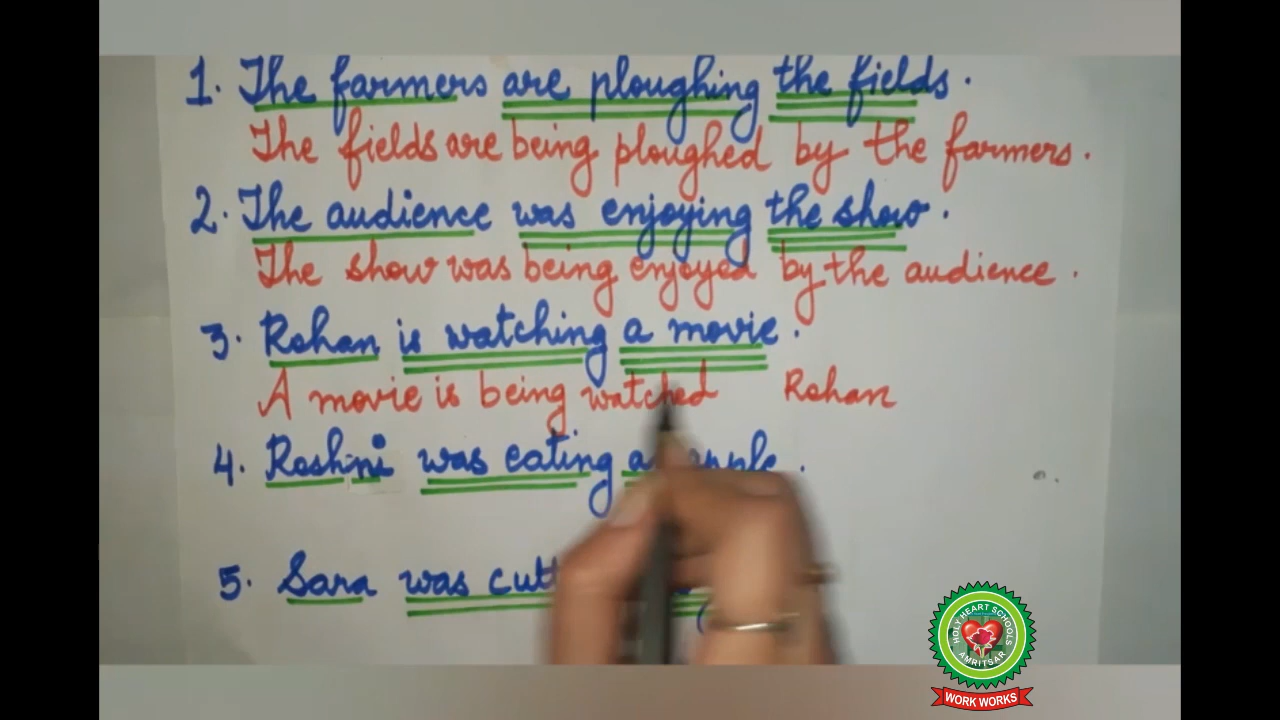 1. The farmers are ploughing the fields.
The fields are being ploughed by the farmers.
2. The audience was enjoying the show.
The show was being enjoyed by the audience.
3. Rohan is watching a movie.
A movie is being watched Rohan
4. Roshni was eating apple.
5. Sara was
HOLY HEART SCHOOLS
AMRITSAR
WORK WORKS